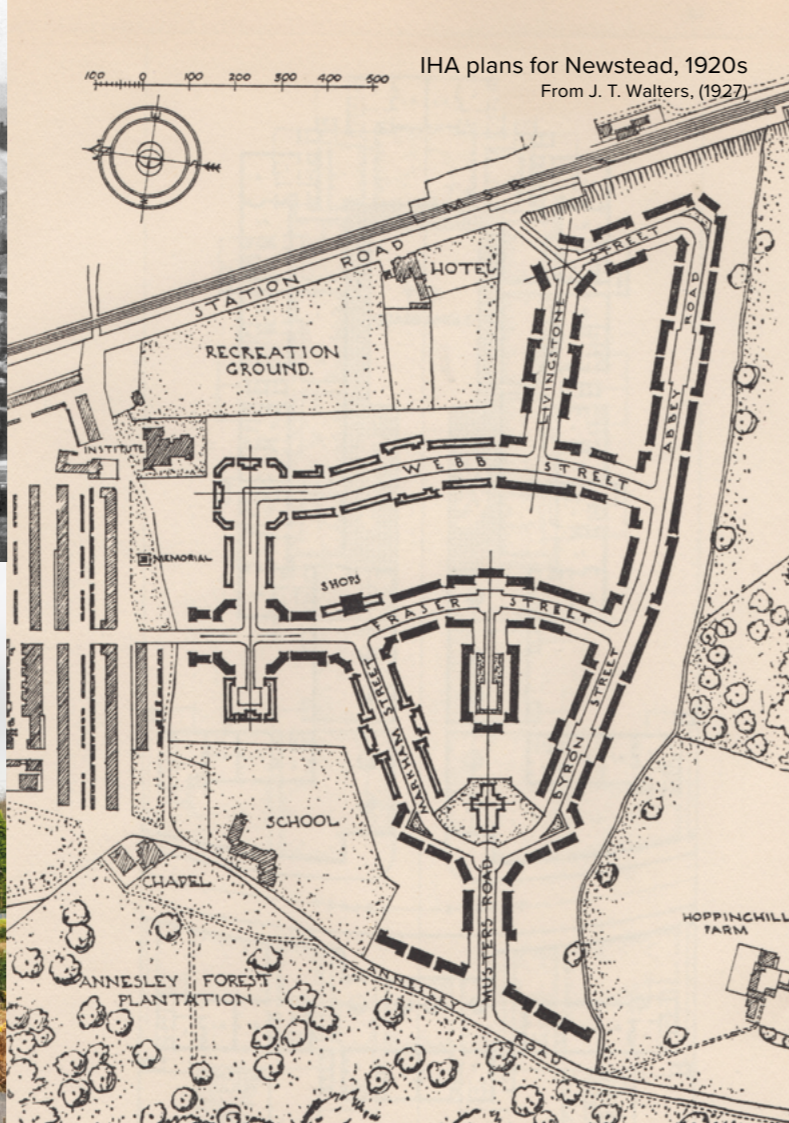 IHA plans for Newstead, 1920s
From J. T. Walters, (1927)
100 0 100 200 300 400 500
M S R
STATION ROAD
HOTEL
STREET
RECREATION
GROUND.
LIVINGSTONE
ROAD
ABBEY
INSTITUTE
WEBB STREET
MEMORIAL
SHOPS
FRASER STREET
MARKHAM STREET
BYRON STREET
SCHOOL
CHAPEL
MUSTERS ROAD
HOPPINGHILL
FARM
ANNESLEY FOREST
PLANTATION.
ANNESLEY ROAD